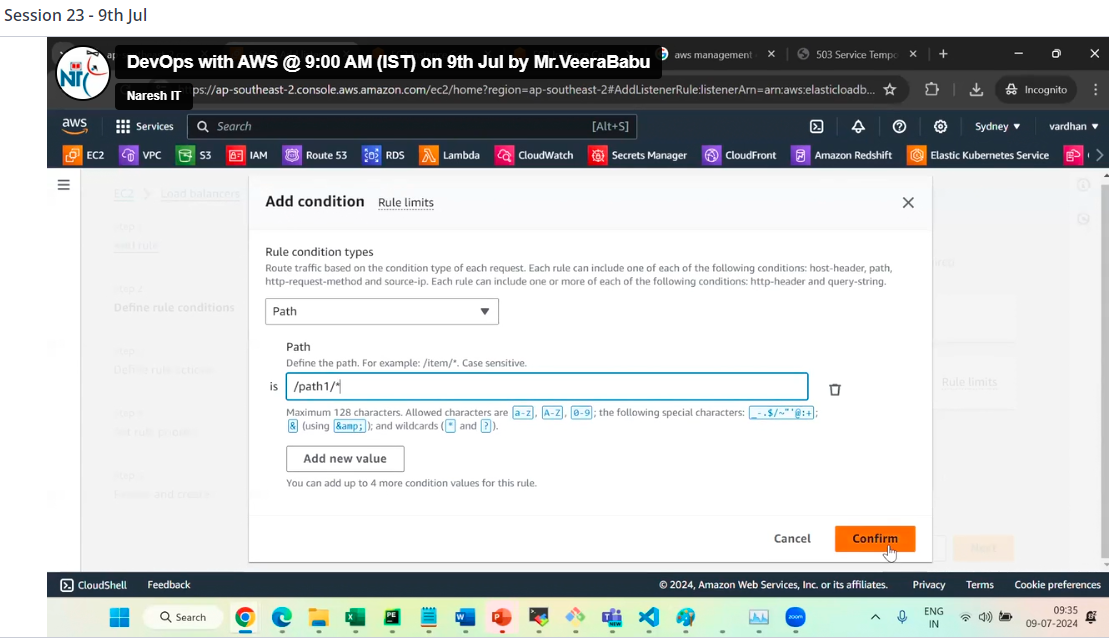 Session 23 - 9th Jul
DevOps with AWS @ 9:00 AM (IST) on 9th Jul by Mr.VeeraBabu
aws management
503 Service Tempo
NIT
Naresh IT
ps://ap-southeast-2.console.aws.amazon.com/ec2/home?region=ap-southeast-2#AddListenerRule:listenerArn=arn:aws:elasticloadb...
Incognito
aws
Services
Search
[Alt+S]
Sydney
vardhan
EC2
VPC
S3
IAM
Route 53
RDS
Lambda
CloudWatch
Secrets Manager
CloudFront
Amazon Redshift
Elastic Kubernetes Service
EC2
Load balancers
Add condition
Rule limits
Rule condition types
Route traffic based on the condition type of each request. Each rule can include one of each of the following conditions: host-header, path,
http-request-method and source-ip. Each rule can include one or more of each of the following conditions: http-header and query-string.
Define rule conditions
Path
Path
Define the path. For example: /item/*. Case sensitive.
is
/path1/*
Rule limits
Maximum 128 characters. Allowed characters are a-z, A-Z, 0-9; the following special characters: _-.$/~"'@:+;
& (using &amp;); and wildcards (* and ?).
Add new value
You can add up to 4 more condition values for this rule.
Cancel
Confirm
Next
CloudShell
Feedback
© 2024, Amazon Web Services, Inc. or its affiliates.
Privacy
Terms
Cookie preferences
Search
zoom
ENG
IN
09:35
09-07-2024